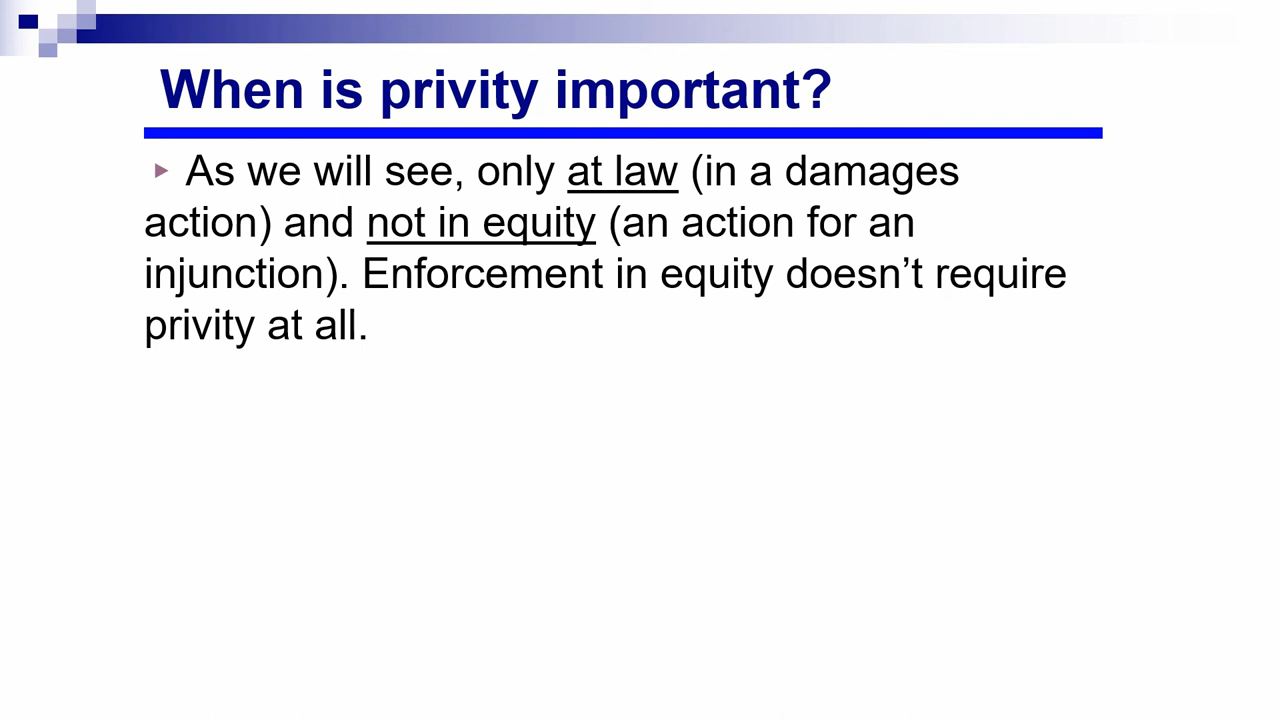 When is privity important?
As we will see, only at law (in a damages
action) and not in equity (an action for an
injunction). Enforcement in equity doesn’t require
privity at all.